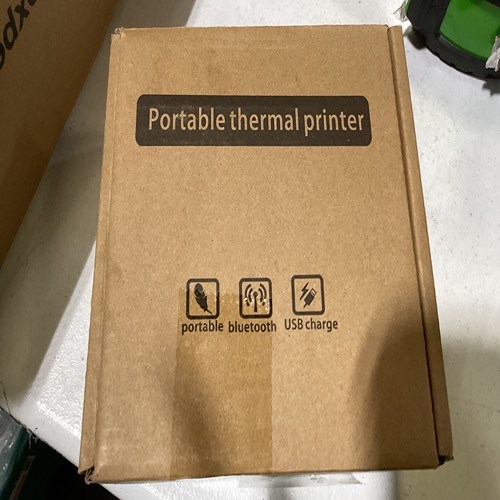 Portable thermal printer
portable bluetooth USB charge